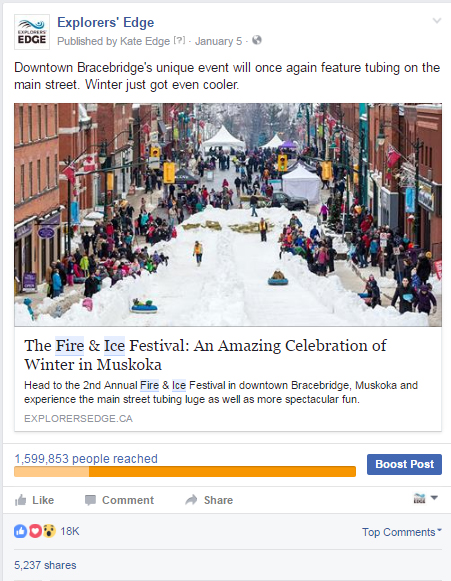 EXPLORERS'
EDGE
Explorers' Edge
Published by Kate Edge [?] · January 5 ·
Downtown Bracebridge's unique event will once again feature tubing on the
main street. Winter just got even cooler.
The Fire & Ice Festival: An Amazing Celebration of
Winter in Muskoka
Head to the 2nd Annual Fire & Ice Festival in downtown Bracebridge, Muskoka and
experience the main street tubing luge as well as more spectacular fun.
EXPLORERSEDGE.CA
1,599,853 people reached
Boost Post
Like Comment Share
18K Top Comments
5,237 shares